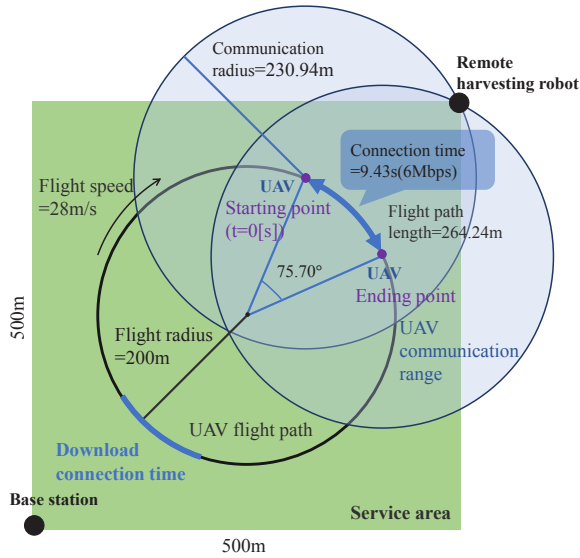 Communication
radius=230.94m
Remote
harvesting robot
Connection time
=9.43s(6Mbps)
Flight speed
=28m/s
UAV
Starting point
(t=0[s])
Flight path
length=264.24m
75.70°
UAV
Ending point
500m
Flight radius
=200m
UAV
communication
range
UAV flight path
Download
connection time
Base station
Service area
500m